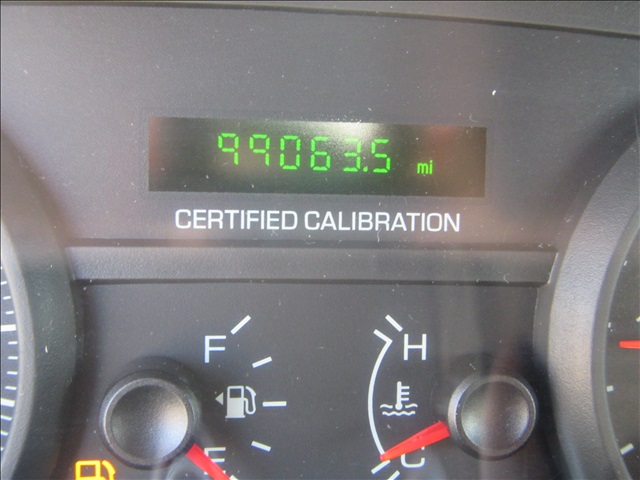 99063.5 mi
CERTIFIED CALIBRATION
F H
E C